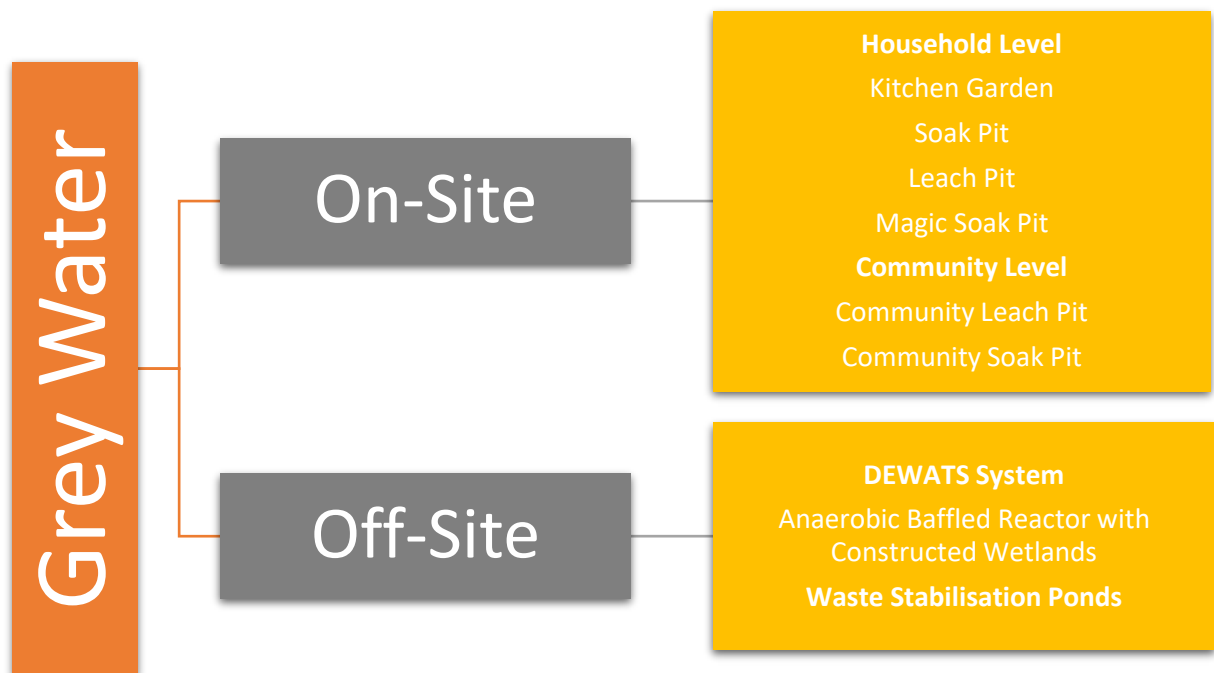 Grey Water
On-Site
Household Level
Kitchen Garden
Soak Pit
Leach Pit
Magic Soak Pit
Community Level
Community Leach Pit
Community Soak Pit
Off-Site
DEWATS System
Anaerobic Baffled Reactor with
Constructed Wetlands
Waste Stabilisation Ponds